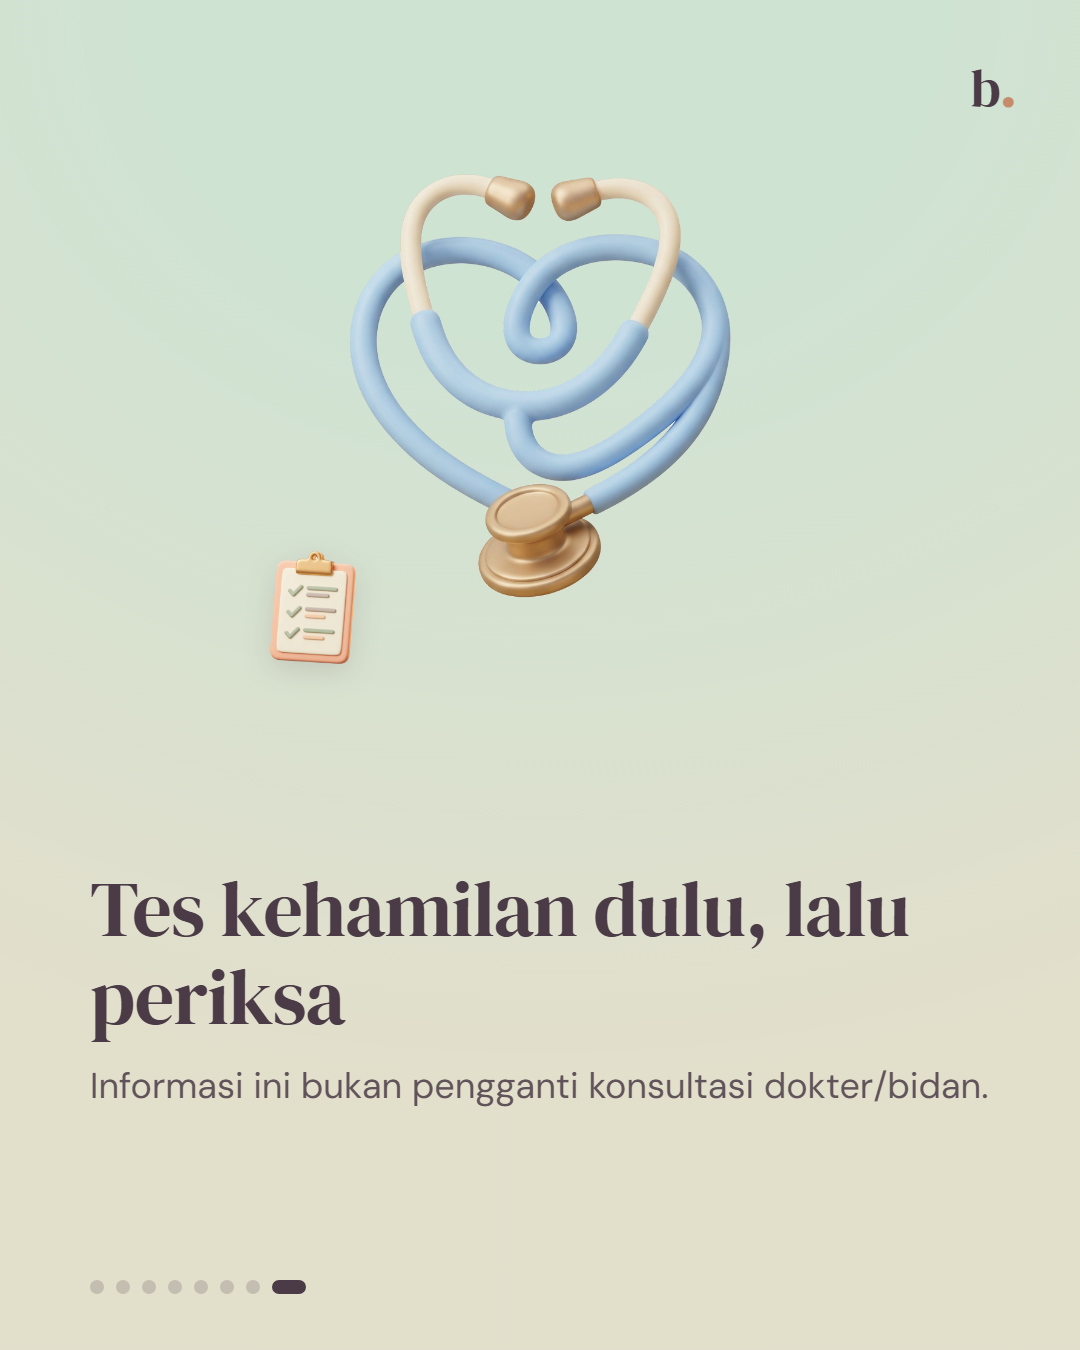 b.
Tes kehamilan dulu, lalu
periksa
Informasi ini bukan pengganti konsultasi dokter/bidan.